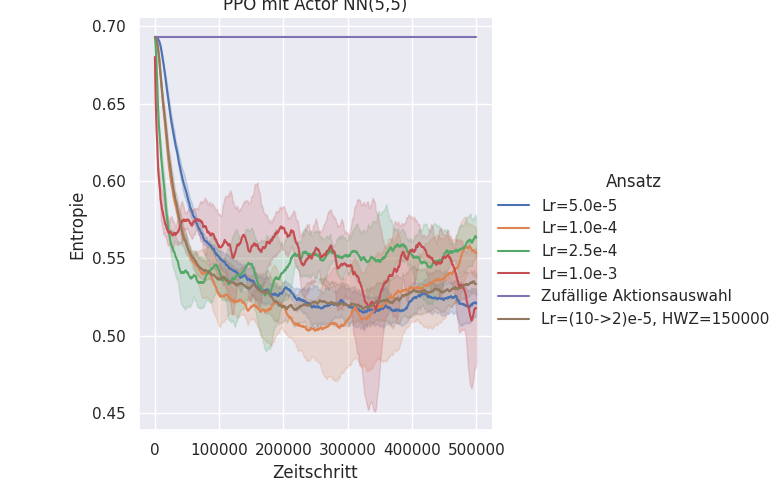 PPO mit Actor NN(5,5)
0.70
0.65
0.60
0.55
0.50
0.45
Entropie
0 100000 200000 300000 400000 500000
Zeitschritt
Ansatz
Lr=5.0e-5
Lr=1.0e-4
Lr=2.5e-4
Lr=1.0e-3
Zufällige Aktionsauswahl
Lr=(10->2)e-5, HWZ=150000